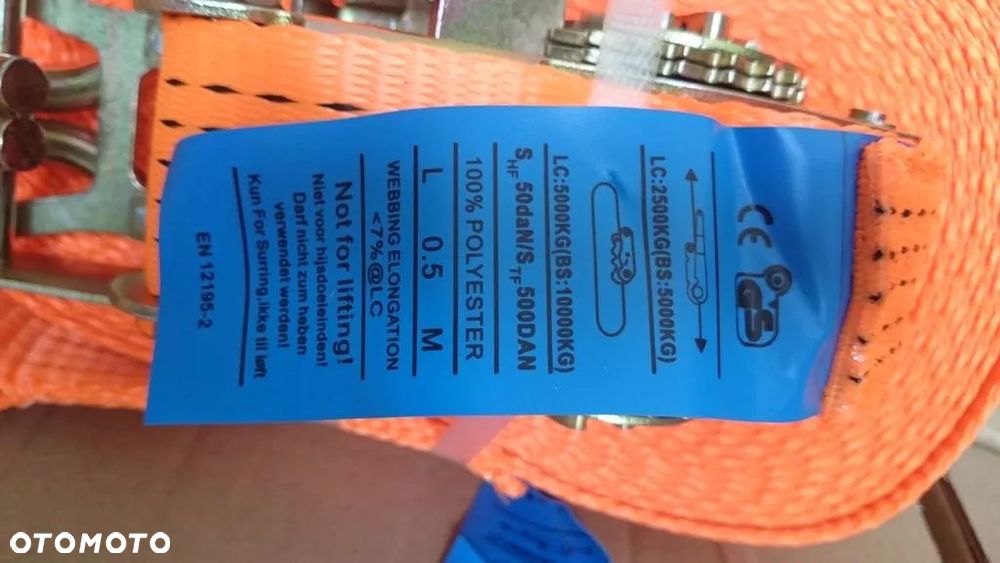 CE GS
LC:2500KG(BS:5000KG)
LC:5000KG(BS:10000KG)
SHF 50daN/STF 500DAN
100% POLYESTER
L 0.5 M
WEBBING ELONGATION
<7%@LC
Not for lifting!
Niet voor hijsdoeleinden!
Darf nicht zum heben
verwendet werden!
Kun For Surring,ikke til løft
EN 12195-2
OTOMOTO